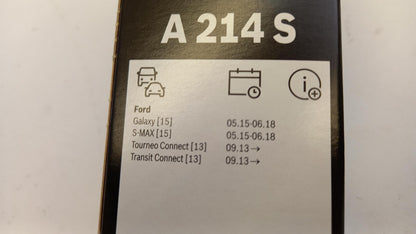 A 214 S
Ford
Galaxy [15] 05.15-06.18
S-MAX [15] 05.15-06.18
Tourneo Connect [13] 09.13→
Transit Connect [13] 09.13→